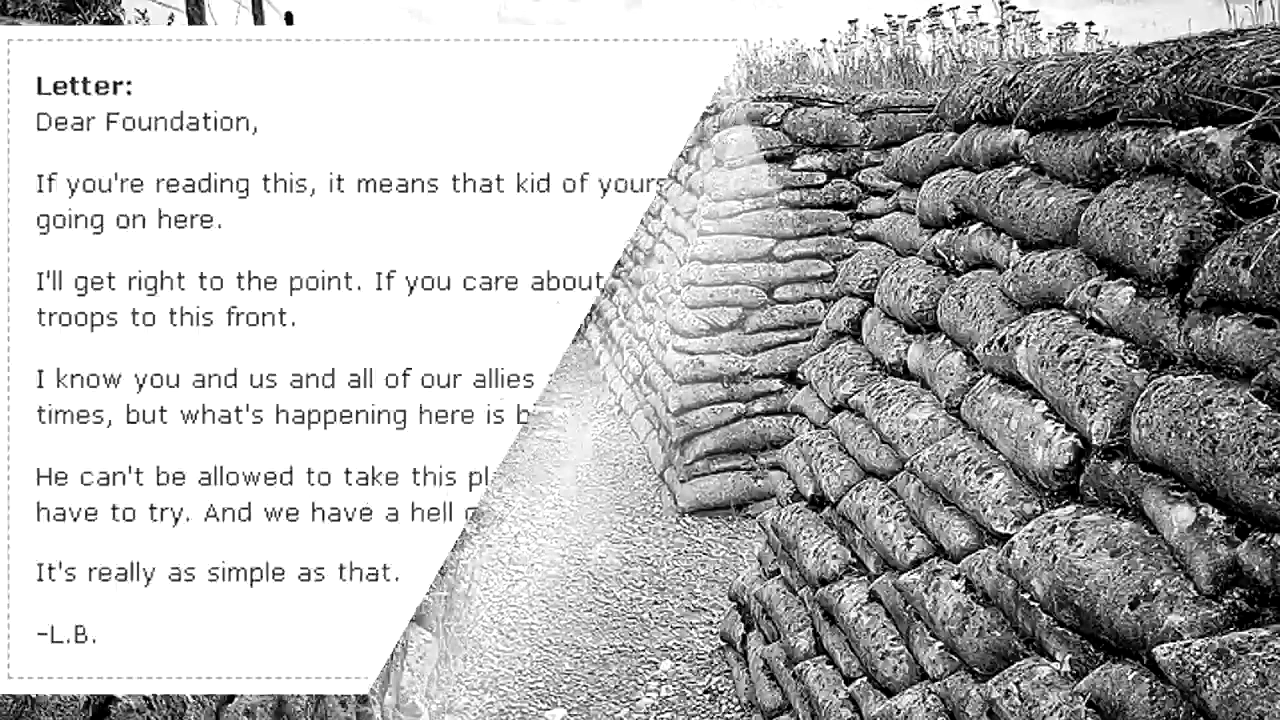 Letter:
Dear Foundation,
If you're reading this, it means that kid of yours
going on here.
I'll get right to the point. If you care about
troops to this front.
I know you and us and all of our allies
times, but what's happening here is
He can't be allowed to take this
have to try. And we have a hell
It's really as simple as that.
-L.B.